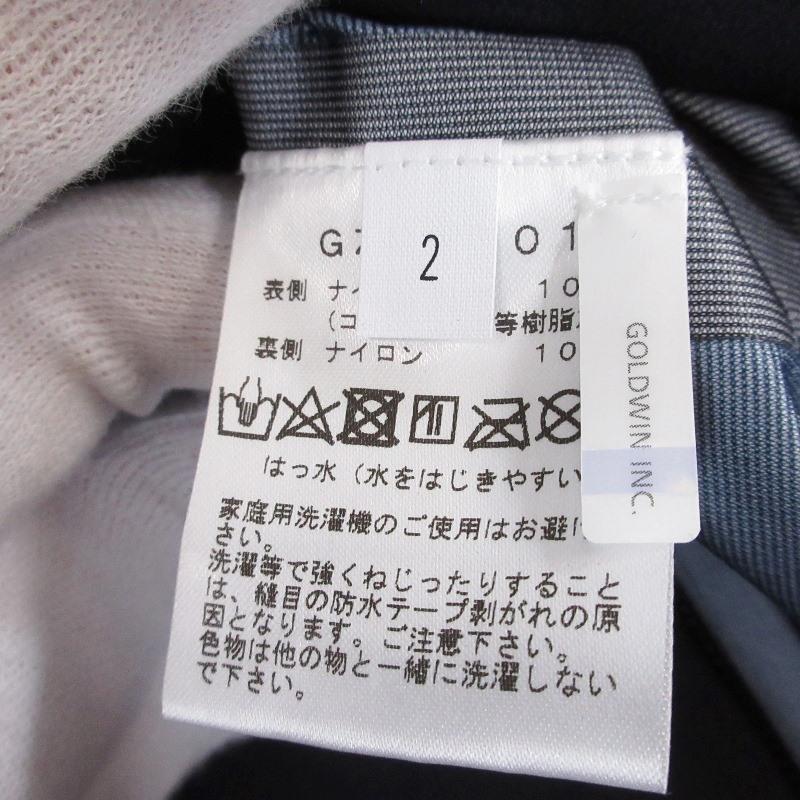 2
01
表側 ナイ 10
(コ 等樹脂
裏側 ナイロン 10
はっ水(水をはじきやすい
家庭用洗濯機のご使用はお避け
さい。
洗濯等で強くねじったりすること
は、縫目の防水テープ剥がれの原
因となります。ご注意下さい。
色物は他の物と一緒に洗濯しない
で下さい。
GOLDWIN INC.